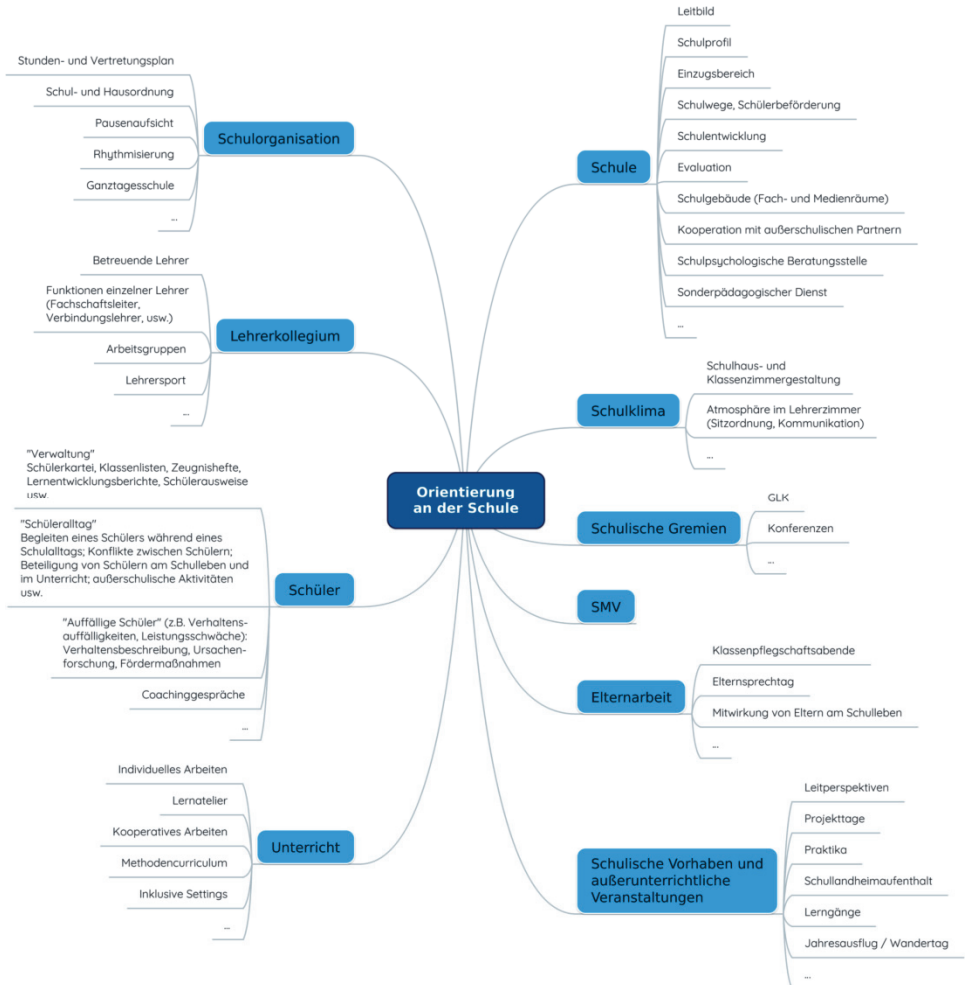 Orientierung
an der Schule
Schulorganisation
Stunden- und Vertretungsplan
Schul- und Hausordnung
Pausenaufsicht
Rhythmisierung
Ganztagesschule
...
Lehrerkollegium
Betreuende Lehrer
Funktionen einzelner Lehrer
(Fachschaftsleiter,
Verbindungslehrer, usw.)
Arbeitsgruppen
Lehrersport
...
Schüler
"Verwaltung"
Schülerkartei, Klassenlisten, Zeugnishefte,
Lernentwicklungsberichte, Schülerausweise
usw.
"Schüleralltag"
Begleiten eines Schülers während eines
Schulalltags; Konflikte zwischen Schülern;
Beteiligung von Schülern am Schulleben und
im Unterricht; außerschulische Aktivitäten
usw.
"Auffällige Schüler" (z.B. Verhaltens-
auffälligkeiten, Leistungsschwäche):
Verhaltensbeschreibung, Ursachen-
forschung, Fördermaßnahmen
Coachinggespräche
...
Unterricht
Individuelles Arbeiten
Lernatelier
Kooperatives Arbeiten
Methodencurriculum
Inklusive Settings
...
Schule
Leitbild
Schulprofil
Einzugsbereich
Schulwege, Schülerbeförderung
Schulentwicklung
Evaluation
Schulgebäude (Fach- und Medienräume)
Kooperation mit außerschulischen Partnern
Schulpsychologische Beratungsstelle
Sonderpädagogischer Dienst
...
Schulklima
Schulhaus- und
Klassenzimmergestaltung
Atmosphäre im Lehrerzimmer
(Sitzordnung, Kommunikation)
...
Schulische Gremien
GLK
Konferenzen
...
SMV
Elternarbeit
Klassenpflegschaftsabende
Elternsprechtag
Mitwirkung von Eltern am Schulleben
...
Schulische Vorhaben und
außerunterrichtliche
Veranstaltungen
Leitperspektiven
Projekttage
Praktika
Schullandheimaufenthalt
Lerngänge
Jahresausflug / Wandertag
...